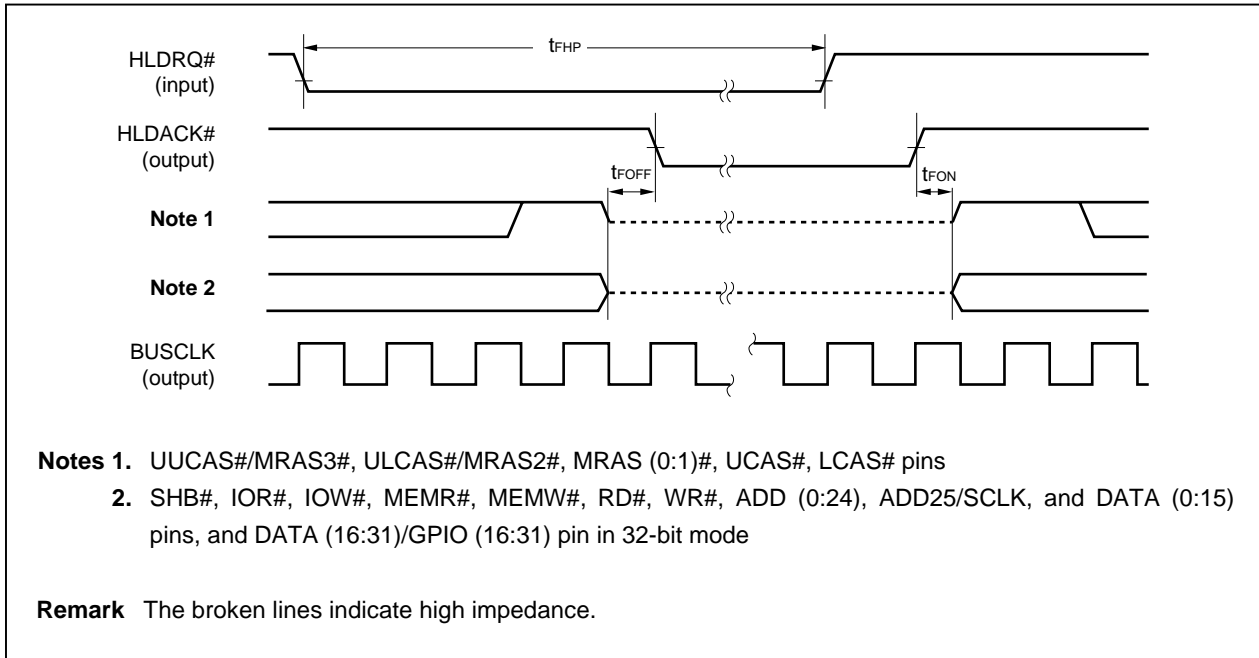 tFHP
HLDRQ#
(input)
HLDACK#
(output)
tFOFF
tFON
Note 1
Note 2
BUSCLK
(output)
Notes 1. UUCAS#/MRAS3#, ULCAS#/MRAS2#, MRAS (0:1)#, UCAS#, LCAS# pins
2. SHB#, IOR#, IOW#, MEMR#, MEMW#, RD#, WR#, ADD (0:24), ADD25/SCLK, and DATA (0:15)
pins, and DATA (16:31)/GPIO (16:31) pin in 32-bit mode
Remark The broken lines indicate high impedance.